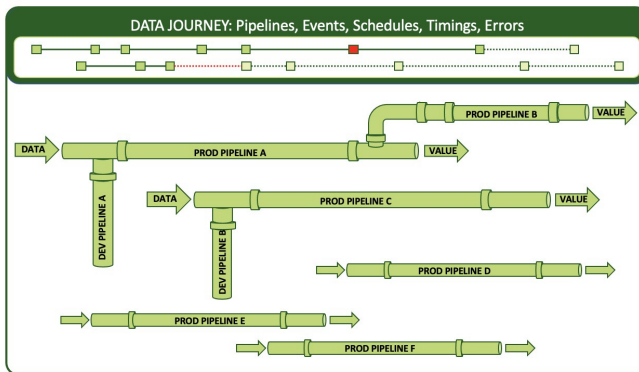 DATA JOURNEY: Pipelines, Events, Schedules, Timings, Errors
PROD PIPELINE B
VALUE
DATA
PROD PIPELINE A
VALUE
DEV PIPELINE A
DATA
PROD PIPELINE C
VALUE
DEV PIPELINE B
PROD PIPELINE D
PROD PIPELINE E
PROD PIPELINE F